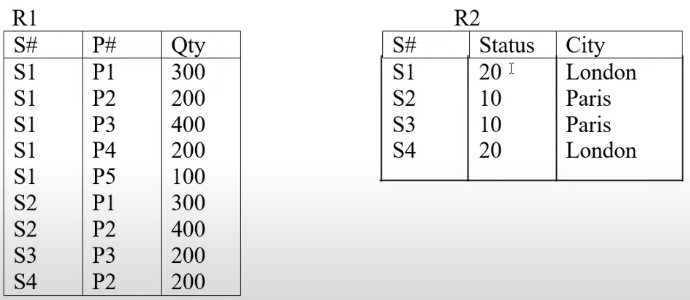 R1
S# P# Qty
S1 P1 300
S1 P2 200
S1 P3 400
S1 P4 200
S1 P5 100
S2 P1 300
S2 P2 400
S3 P3 200
S4 P2 200
R2
S# Status City
S1 20 London
S2 10 Paris
S3 10 Paris
S4 20 London